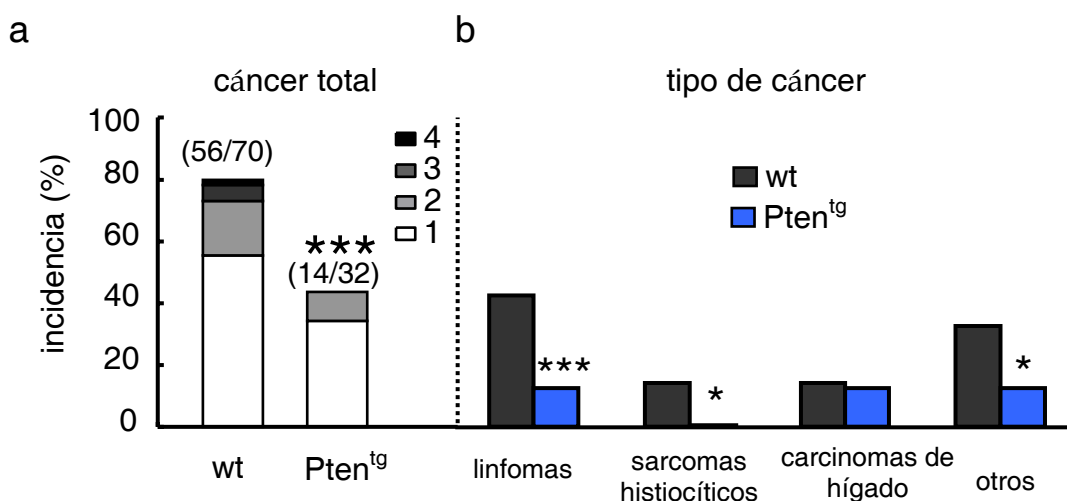 a
cáncer total
incidencia (%)
100
80
60
40
20
0
(56/70)
***
(14/32)
4
3
2
1
wt
Pten^tg
b
tipo de cáncer
wt
Pten^tg
***
*
*
linfomas
sarcomas
histiocíticos
carcinomas de
hígado
otros